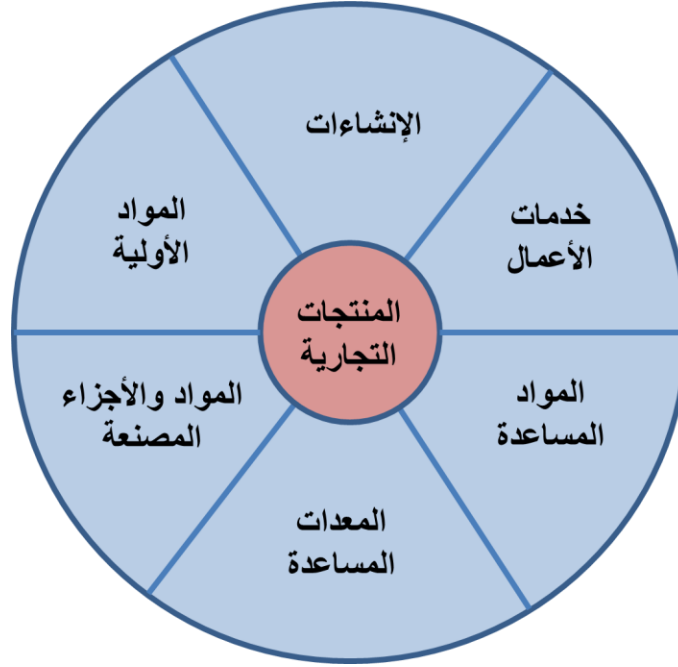 الإنشاءات
خدمات
الأعمال
المواد
المساعدة
المعدات
المساعدة
المواد والأجزاء
المصنعة
المواد
الأولية
المنتجات
التجارية